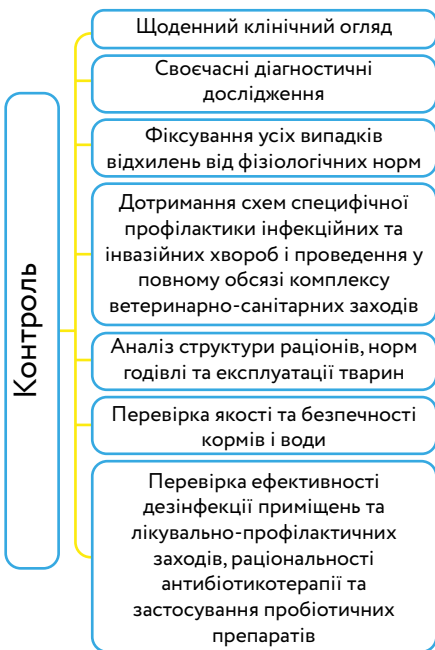 Контроль
Щоденний клінічний огляд
Своєчасні діагностичні
дослідження
Фіксування усіх випадків
відхилень від фізіологічних норм
Дотримання схем специфічної
профілактики інфекційних та
інвазійних хвороб і проведення у
повному обсязі комплексу
ветеринарно-санітарних заходів
Аналіз структури раціонів, норм
годівлі та експлуатації тварин
Перевірка якості та безпечності
кормів і води
Перевірка ефективності
дезінфекції приміщень та
лікувально-профілактичних
заходів, раціональності
антибіотикотерапії та
застосування пробіотичних
препаратів